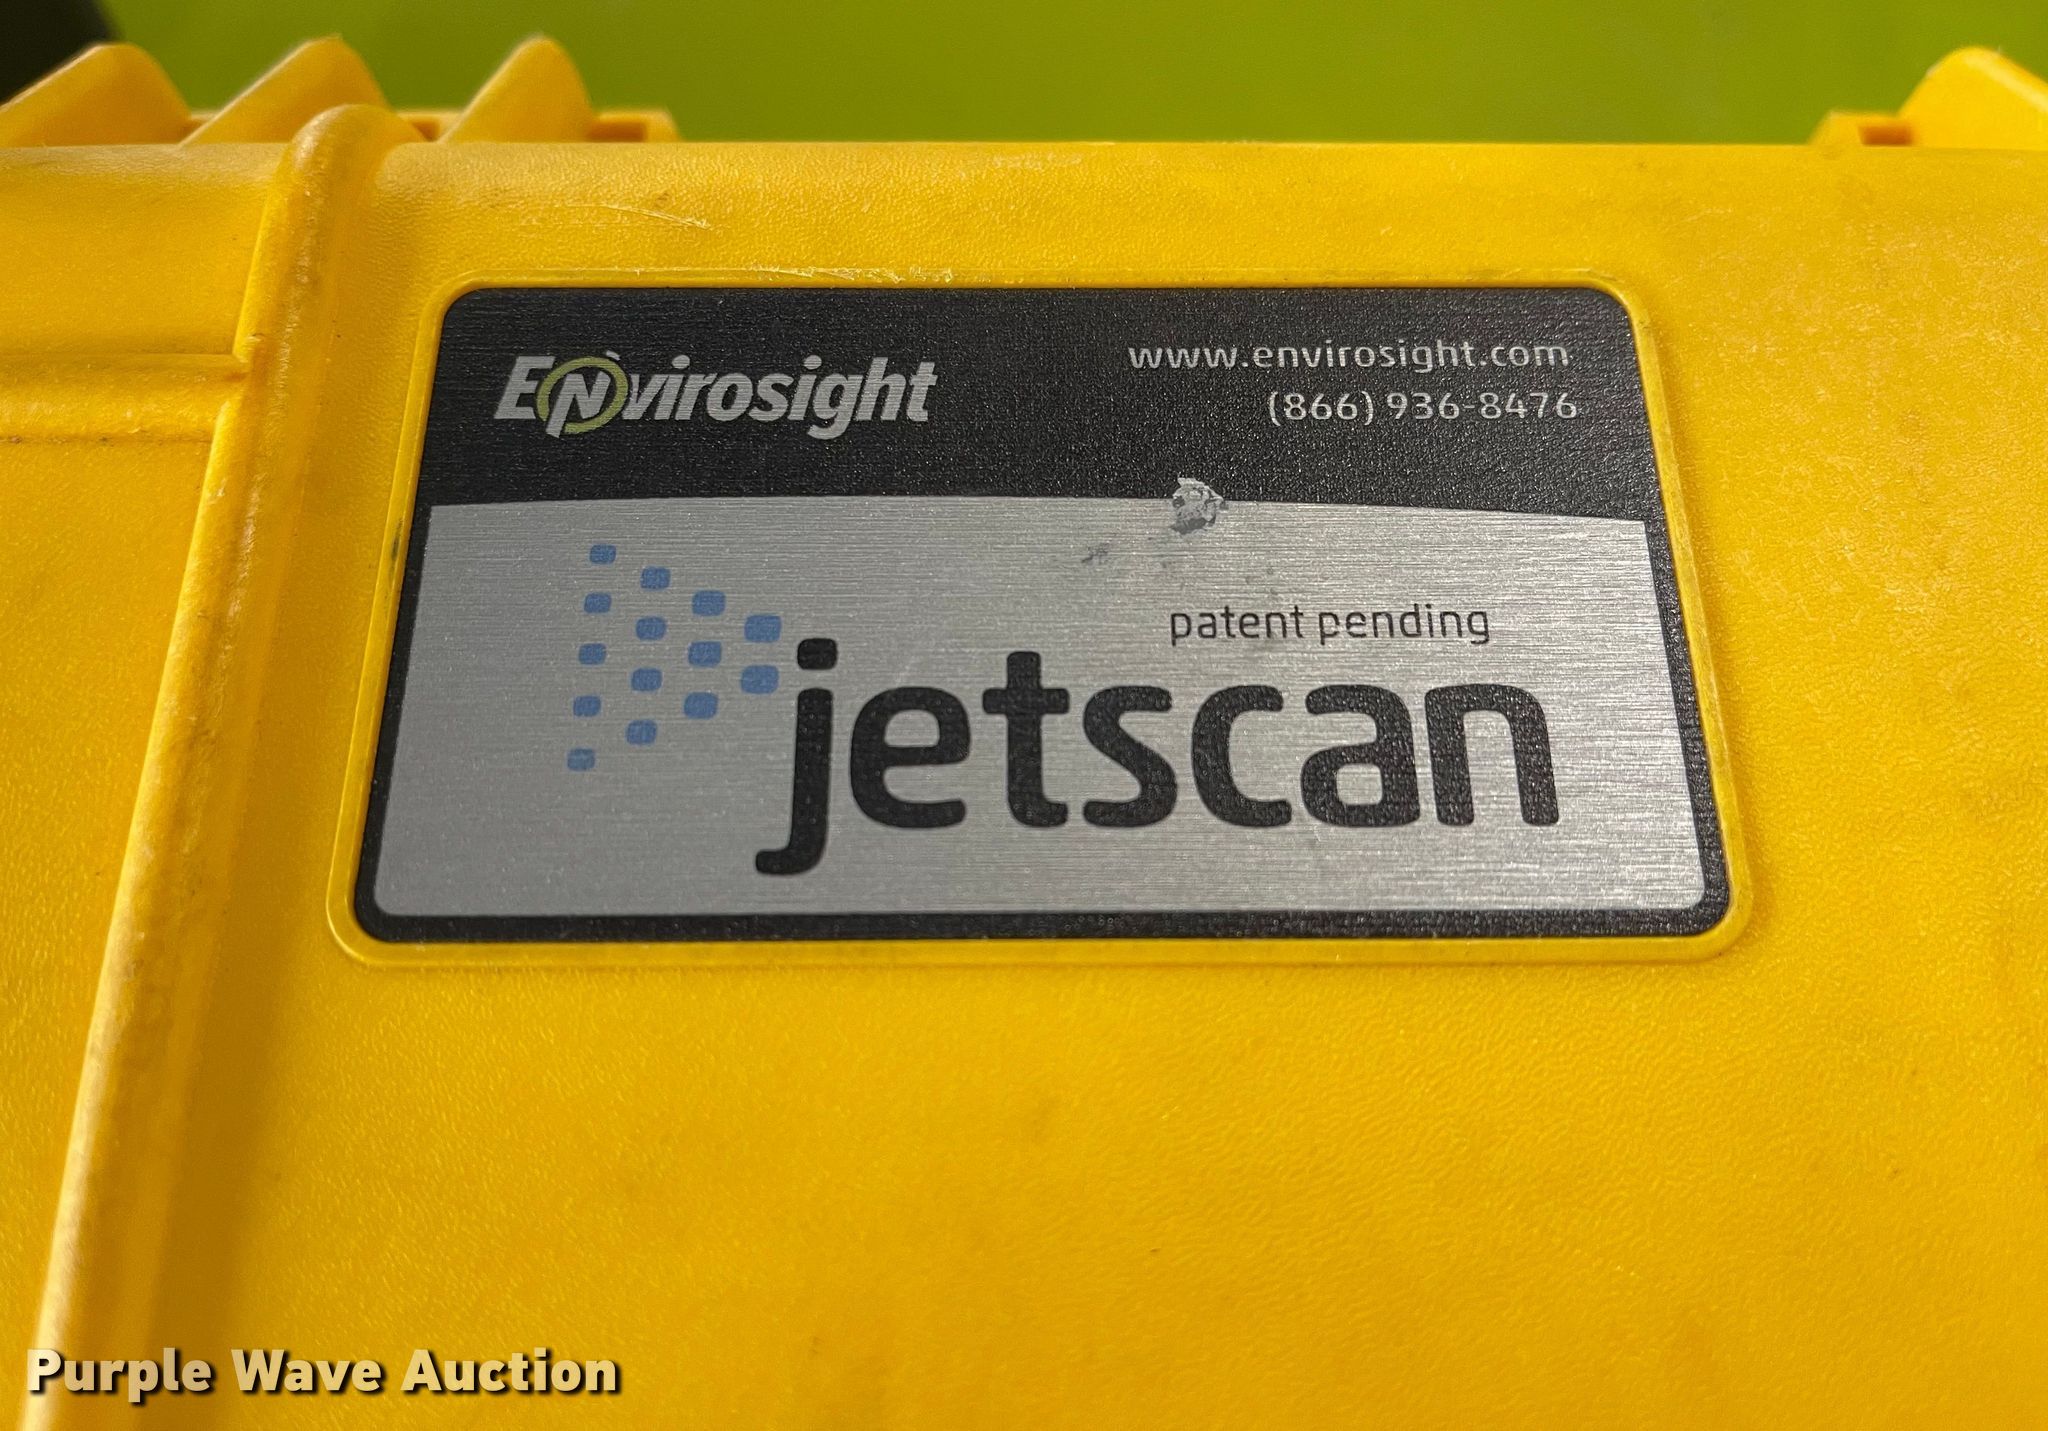 Envirosight
www.envirosight.com
(866) 936-8476
patent pending
jetscan
Purple Wave Auction